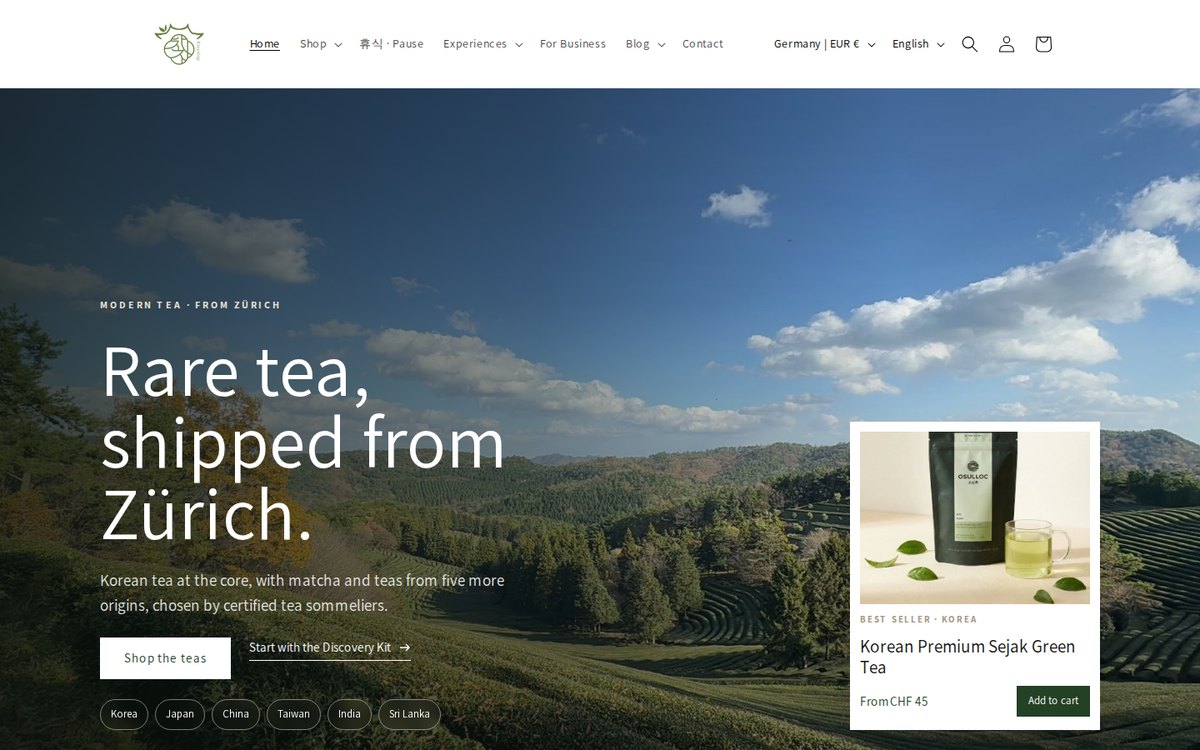 Home
Shop
휴식 · Pause
Experiences
For Business
Blog
Contact
Germany | EUR €
English
MODERN TEA · FROM ZÜRICH
Rare tea,
shipped from
Zürich.
Korean tea at the core, with matcha and teas from five more
origins, chosen by certified tea sommeliers.
Shop the teas
Start with the Discovery Kit →
Korea
Japan
China
Taiwan
India
Sri Lanka
OSULLOC
BEST SELLER · KOREA
Korean Premium Sejak Green
Tea
From CHF 45
Add to cart